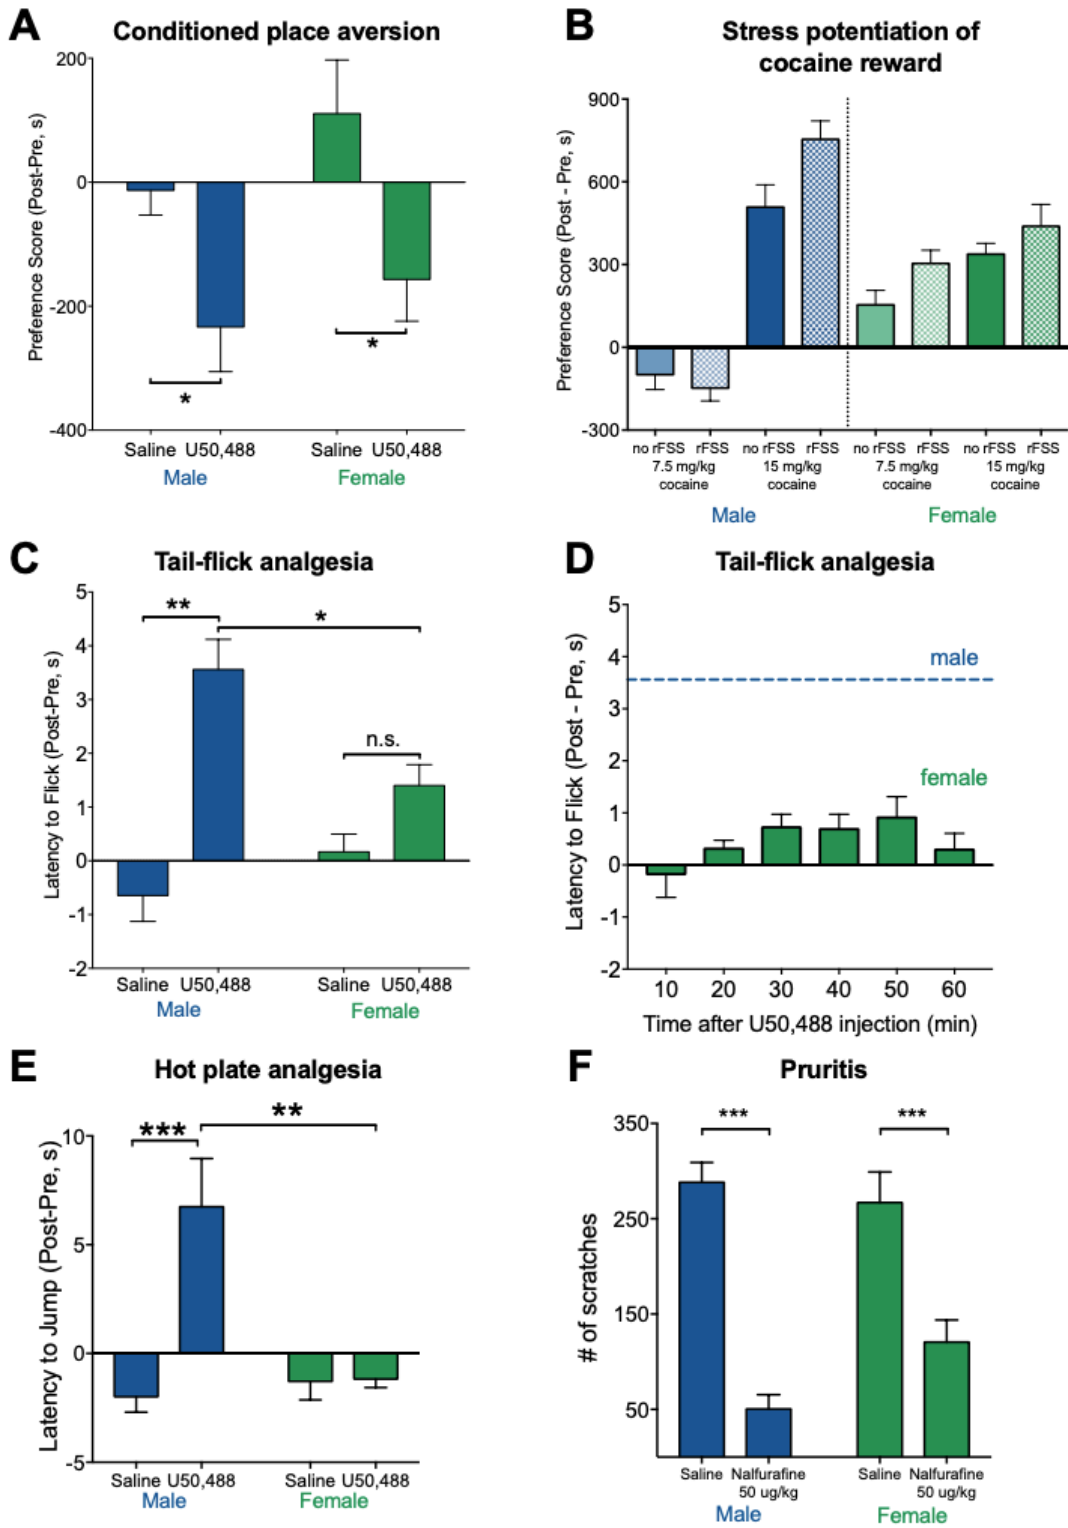 A
Conditioned place aversion
Preference Score (Post-Pre, s)
200
0
-200
-400
*
*
Saline U50,488
Saline U50,488
Male
Female
B
Stress potentiation of
cocaine reward
Preference Score (Post - Pre, s)
900
600
300
0
-300
no rFSS rFSS no rFSS rFSS no rFSS rFSS no rFSS rFSS
7.5 mg/kg 15 mg/kg 7.5 mg/kg 15 mg/kg
cocaine cocaine cocaine cocaine
Male
Female
C
Tail-flick analgesia
Latency to Flick (Post-Pre, s)
5
4
3
2
1
0
-1
-2
**
*
n.s.
Saline U50,488
Saline U50,488
Male
Female
D
Tail-flick analgesia
Latency to Flick (Post - Pre, s)
5
4
3
2
1
0
-1
-2
male
female
10 20 30 40 50 60
Time after U50,488 injection (min)
E
Hot plate analgesia
Latency to Jump (Post-Pre, s)
10
5
0
-5
***
**
Saline U50,488
Saline U50,488
Male
Female
F
Pruritis
# of scratches
350
250
150
50
***
***
Saline Nalfurafine Saline Nalfurafine
50 ug/kg 50 ug/kg
Male
Female